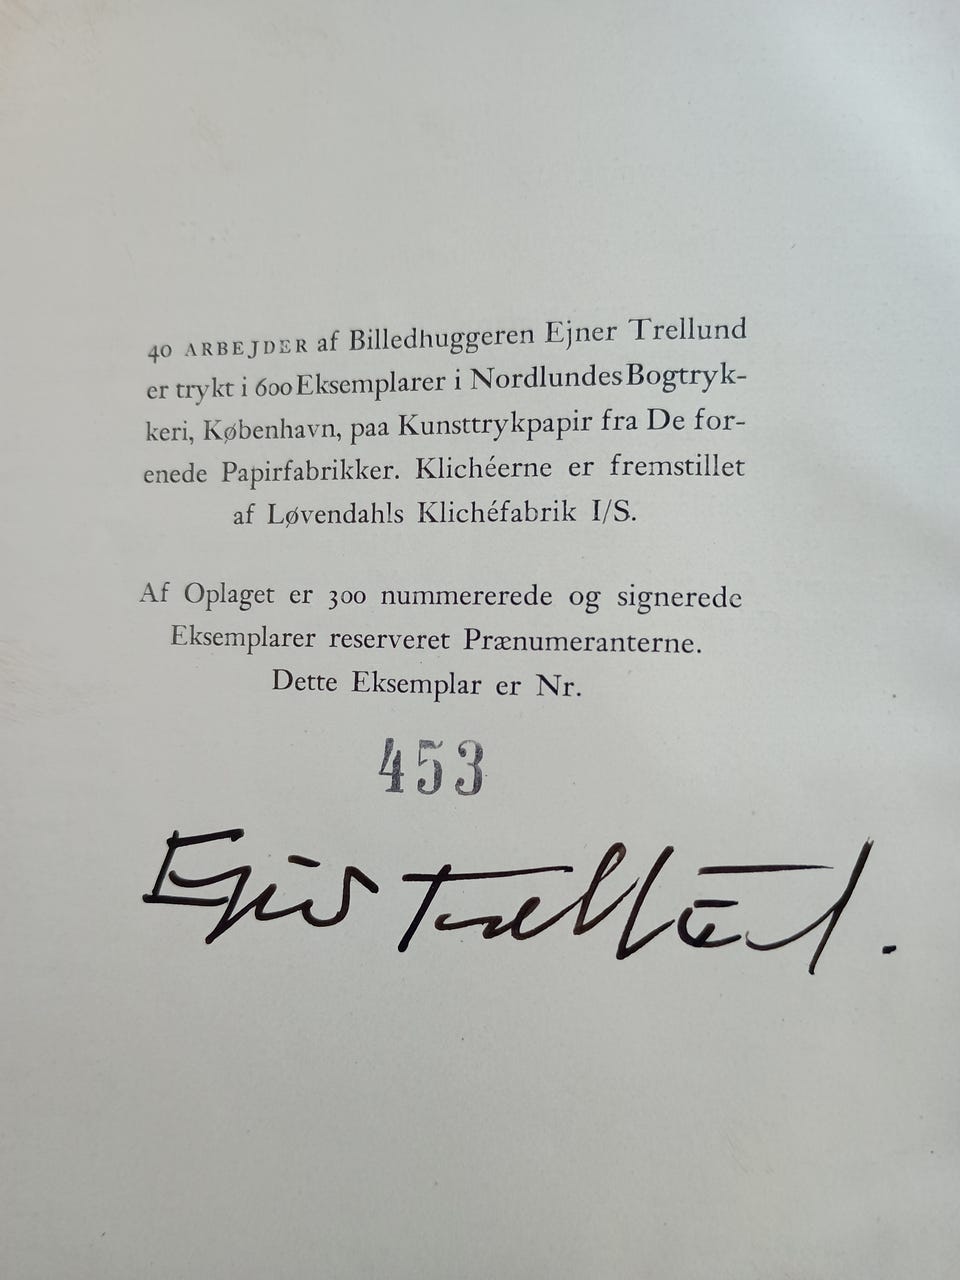 40 ARBEJDER af Billedhuggeren Ejner Trellund
er trykt i 600 Eksemplarer i Nordlundes Bogtryk-
keri, København, paa Kunsttrykpapir fra De for-
enede Papirfabrikker. Klichéerne er fremstillet
af Løvendahls Klichéfabrik I/S.
Af Oplaget er 300 nummererede og signerede
Eksemplarer reserveret Prænumeranterne.
Dette Eksemplar er Nr.
453
Ejner Trellund.